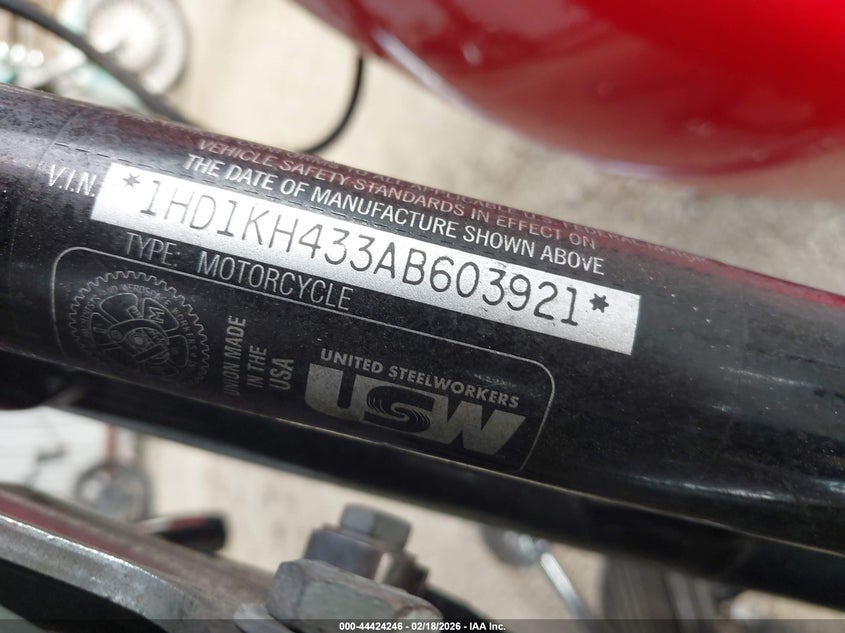 VEHICLE SAFETY STANDARDS IN EFFECT ON
THE DATE OF MANUFACTURE SHOWN ABOVE
V.I.N. *1HD1KH433AB603921*
TYPE: MOTORCYCLE
UNION MADE
IN THE
USA
UNITED STEELWORKERS
USW
000-44424246 - 02/18/2026 - IAA Inc.